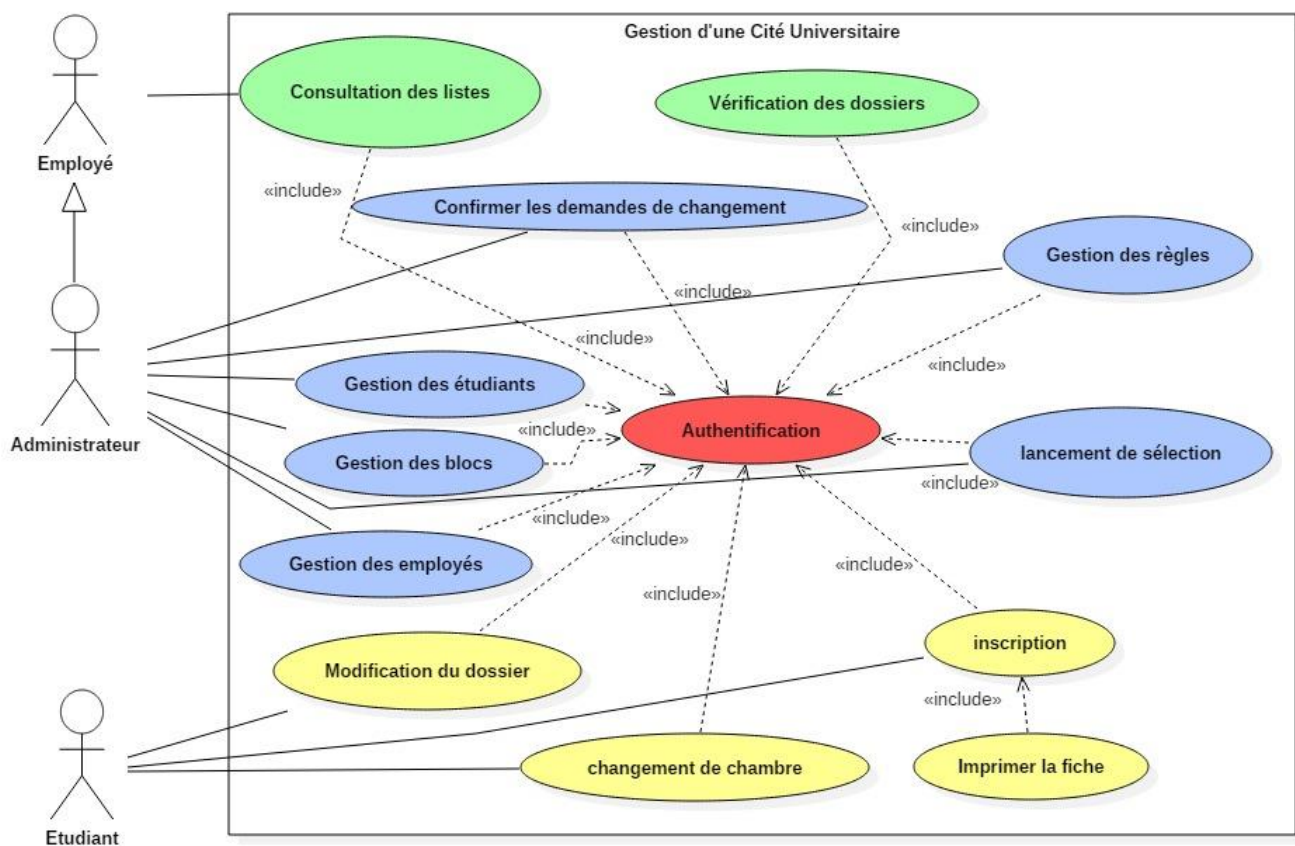 Gestion d'une Cité Universitaire
Consultation des listes
Vérification des dossiers
Employé
«include»
Confirmer les demandes de changement
«include»
Gestion des règles
«include»
«include»
«include»
Gestion des étudiants
Administrateur
«include»
Authentification
Gestion des blocs
lancement de sélection
«include»
«include»
«include»
Gestion des employés
«include»
«include»
inscription
Modification du dossier
«include»
changement de chambre
Imprimer la fiche
Etudiant